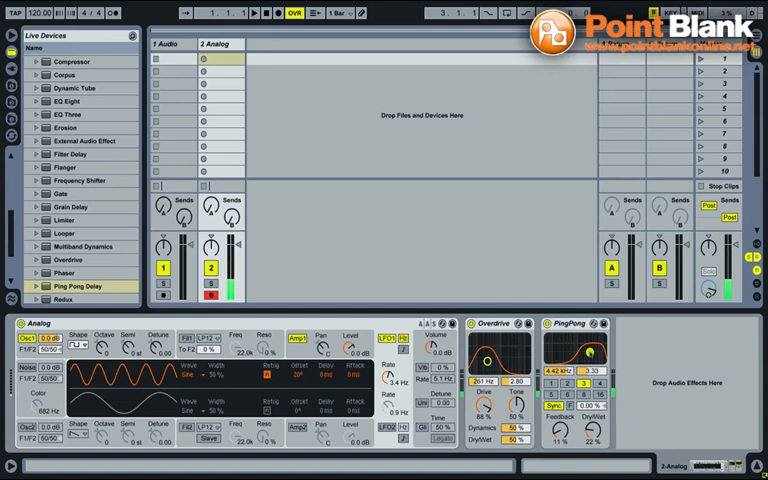 TAP 120.00 4 / 4 1. 1. 1 OVR 1 Bar 3. 1. 1 KEY MIDI D
Point Blank
www.pointblankonline.net
Live Devices
Name
1 Audio 2 Analog
Compressor
Corpus
Dynamic Tube
EQ Eight
EQ Three
Erosion
External Audio Effect
Filter Delay
Flanger
Frequency Shifter
Gate
Grain Delay
Limiter
Looper
Multiband Dynamics
Overdrive
Phaser
Ping Pong Delay
Redux
Drop Files and Devices Here
1
2
3
4
5
6
7
8
9
10
Stop Clips
Sends Sends Sends Sends
A A A A Post
B B B B Post
1 2 A B Solo
S S S S
Analog
Osc1 0.0 dB Shape Octave Semi Detune Fil1 LP12 Freq Reso Amp1 Pan Level LFO1 Hz Volume
F1/F2 50/50 0 0 st 0.00 To F2 0 % 22.0k 0 % C 0.0 dB 0.0 dB
Noise 0.0 dB Wave Width Retrig Offset Delay Attack Rate Vib 0 %
F1/F2 50/50 Sine 50 % R 20° 0 ms 0 ms 3.4 Hz Rate 5.1 Hz
Color Detune
682 Hz Wave Width Retrig Offset Delay Attack Rate Uni 0.00
Sine 50 % R 0° 0 ms 0 ms 0.9 Hz Time
Osc2 0.0 dB Shape Octave Semi Detune Fil2 LP12 Freq Reso Amp2 Pan Level LFO2 Hz Gli 50 %
F1/F2 50/50 0 0 st 0.00 Slave 22.0k 0 % C 0.0 dB Legato
Overdrive
261 Hz 2.80
Drive Tone
88 % 50 %
Dynamics 50 %
Dry/Wet 50 %
PingPong
4.42 kHz 3.33
1 2 3 4
5 6 8 16
Sync F 0.00 %
Feedback Dry/Wet
11 % 22 %
Drop Audio Effects Here
2-Analog